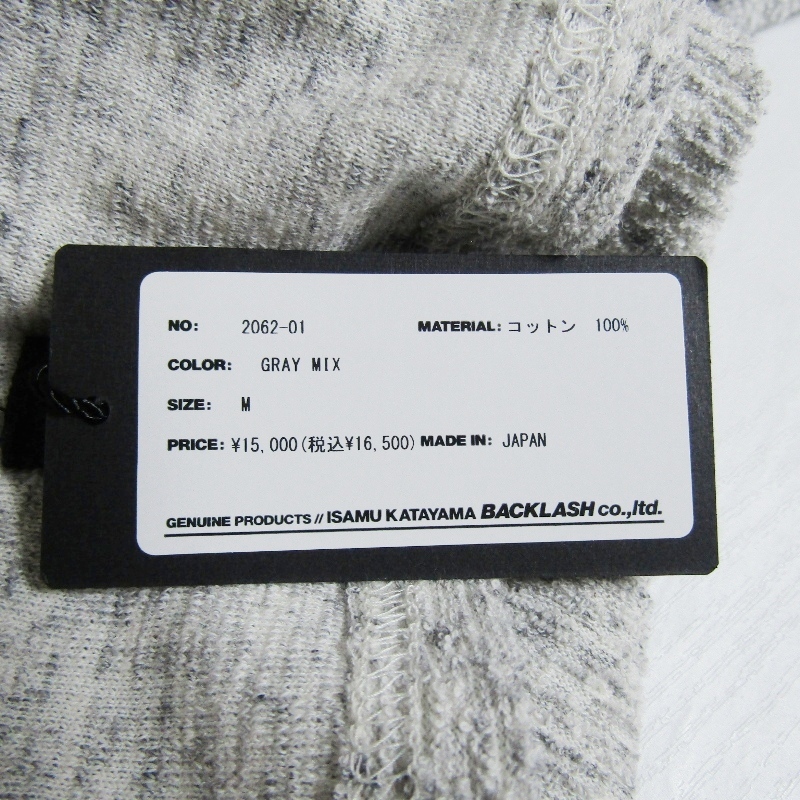 NO: 2062-01 MATERIAL: コットン 100%
COLOR: GRAY MIX
SIZE: M
PRICE: ¥15,000(税込¥16,500) MADE IN: JAPAN
GENUINE PRODUCTS // ISAMU KATAYAMA BACKLASH co.,ltd.